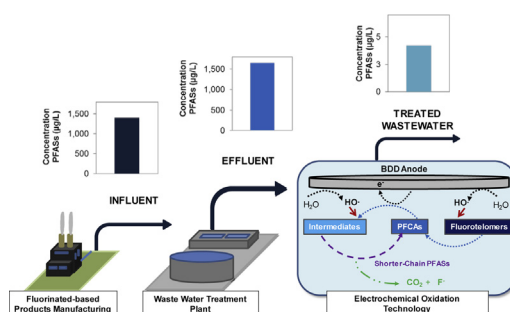 Concentration
PFASs (µg/L)
1,500
1,000
500
0
INFLUENT
Concentration
PFASs (µg/L)
1,500
1,000
500
0
EFFLUENT
Concentration
PFASs (µg/L)
5
3
0
TREATED
WASTEWATER
BDD Anode
e-
H2O
HO·
HO·
H2O
Intermediates
PFCAs
Fluorotelomers
Shorter-Chain PFASs
CO2 + F-
Fluorinated-based
Products Manufacturing
Waste Water Treatment
Plant
Electrochemical Oxidation
Technology